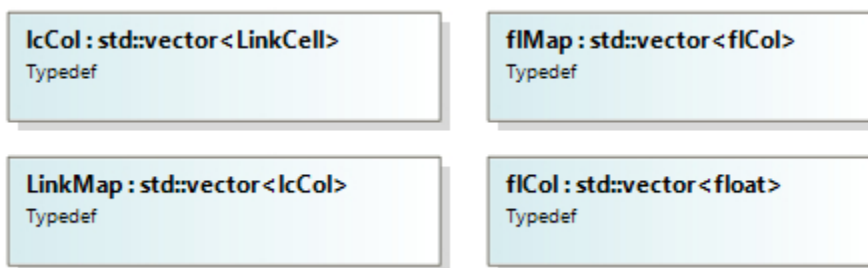 lcCol : std::vector<LinkCell>
Typedef
flMap : std::vector<flCol>
Typedef
LinkMap : std::vector<lcCol>
Typedef
flCol : std::vector<float>
Typedef